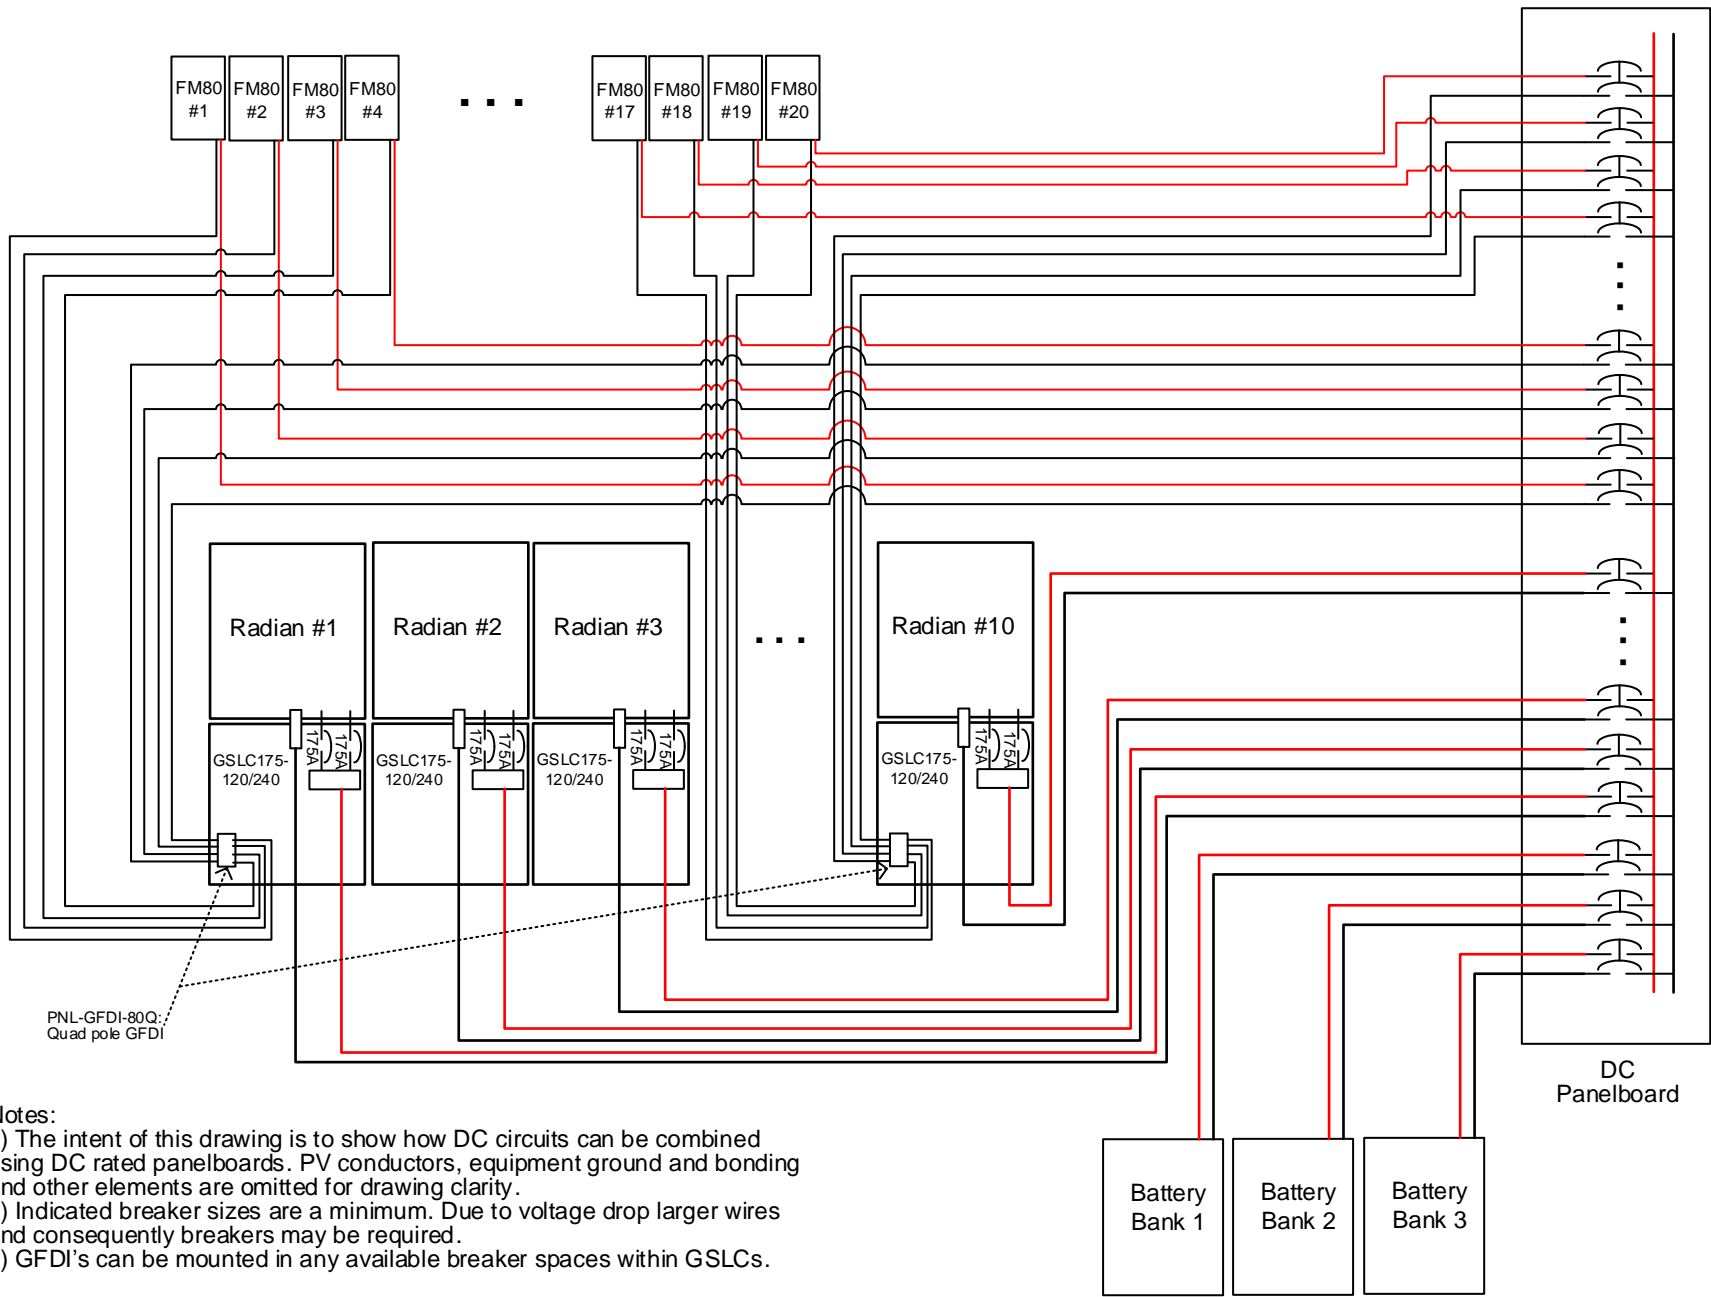 FM80 #1
FM80 #2
FM80 #3
FM80 #4
. . .
FM80 #17
FM80 #18
FM80 #19
FM80 #20
Radian #1
Radian #2
Radian #3
. . .
Radian #10
GSLC175-
120/240
175A
175A
GSLC175-
120/240
175A
175A
GSLC175-
120/240
175A
175A
GSLC175-
120/240
175A
175A
PNL-GFDI-80Q:
Quad pole GFDI
DC
Panelboard
Battery
Bank 1
Battery
Bank 2
Battery
Bank 3
Notes:
) The intent of this drawing is to show how DC circuits can be combined
sing DC rated panelboards. PV conductors, equipment ground and bonding
nd other elements are omitted for drawing clarity.
) Indicated breaker sizes are a minimum. Due to voltage drop larger wires
nd consequently breakers may be required.
) GFDI's can be mounted in any available breaker spaces within GSLCs.